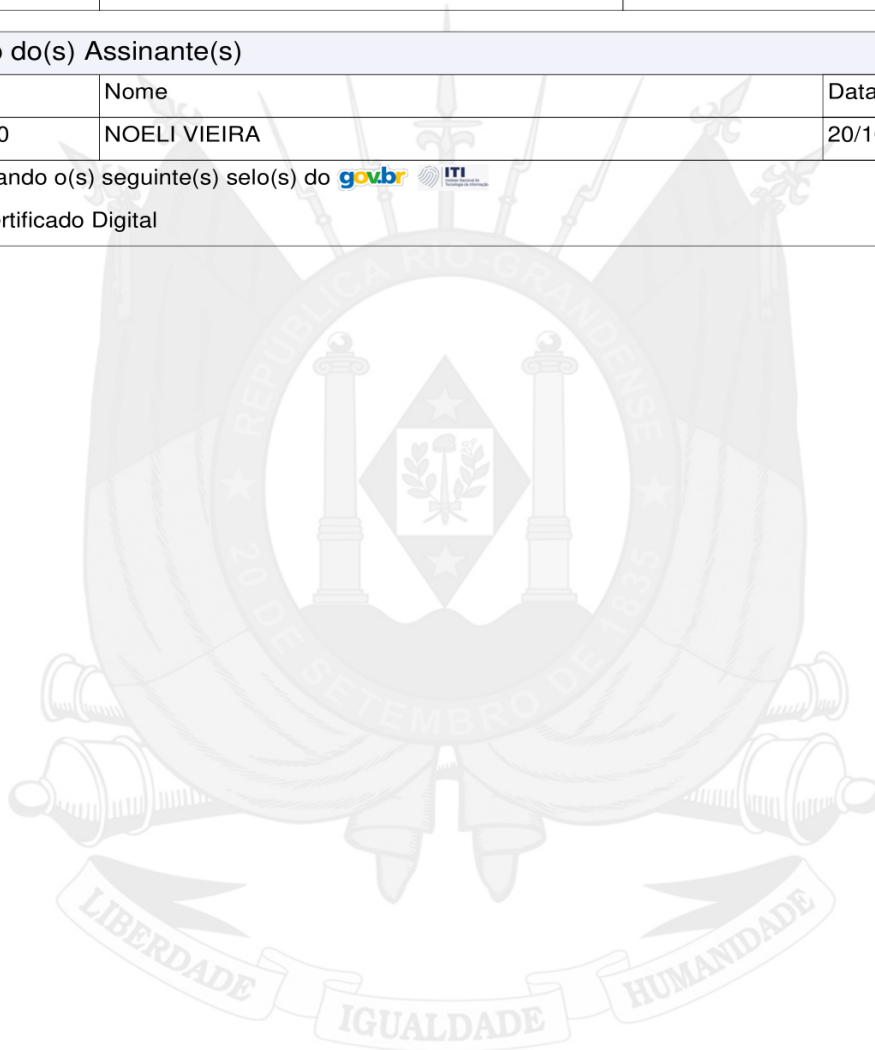 do(s) Assinante(s)
Nome Data
0 NOELI VIEIRA 20/1
ando o(s) seguinte(s) selo(s) do gov.br ITI
ertificado Digital
REPUBLICA RIO-GRANDENSE
20 DE SETEMBRO DE 1835
LIBERDADE IGUALDADE HUMANIDADE